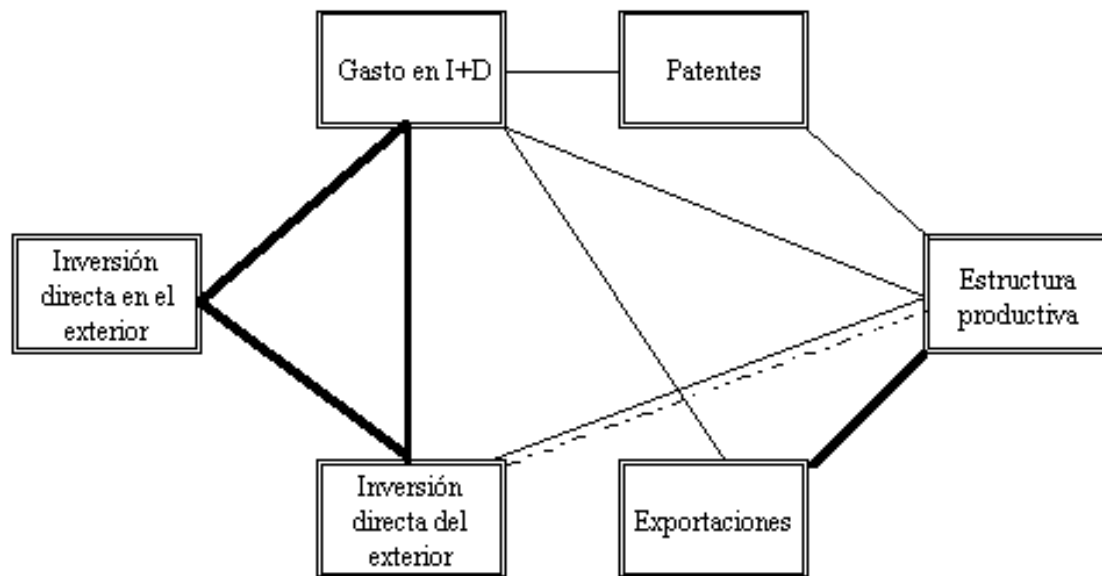 Gasto en I+D
Patentes
Inversión
directa en el
exterior
Estructura
productiva
Inversión
directa del
exterior
Exportaciones